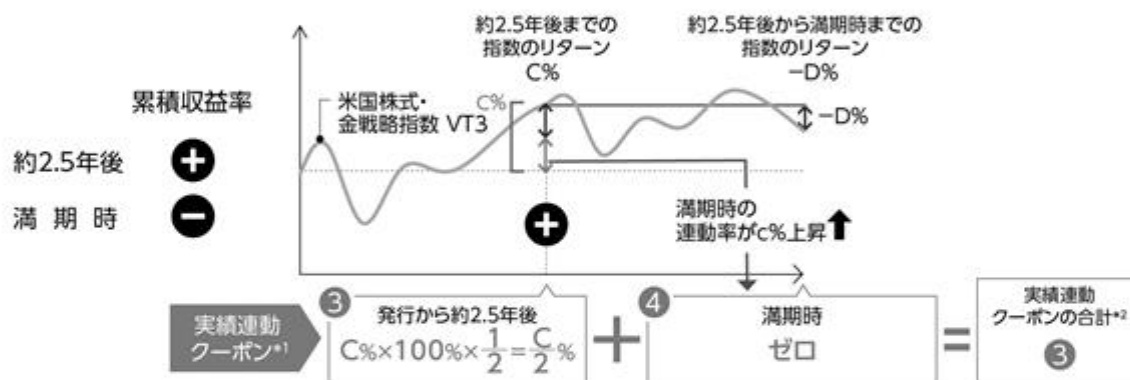 約2.5年後までの
指数のリターン
C%
約2.5年後から満期時までの
指数のリターン
−D%
累積収益率
米国株式・
金戦略指数 VT3
C%
−D%
約2.5年後
+
満期時
−
+
満期時の
連動率がc%上昇
実績連動
クーポン*1
③
発行から約2.5年後
C%×100%×1/2=C/2%
+
④
満期時
ゼロ
=
実績連動
クーポンの合計*2
③